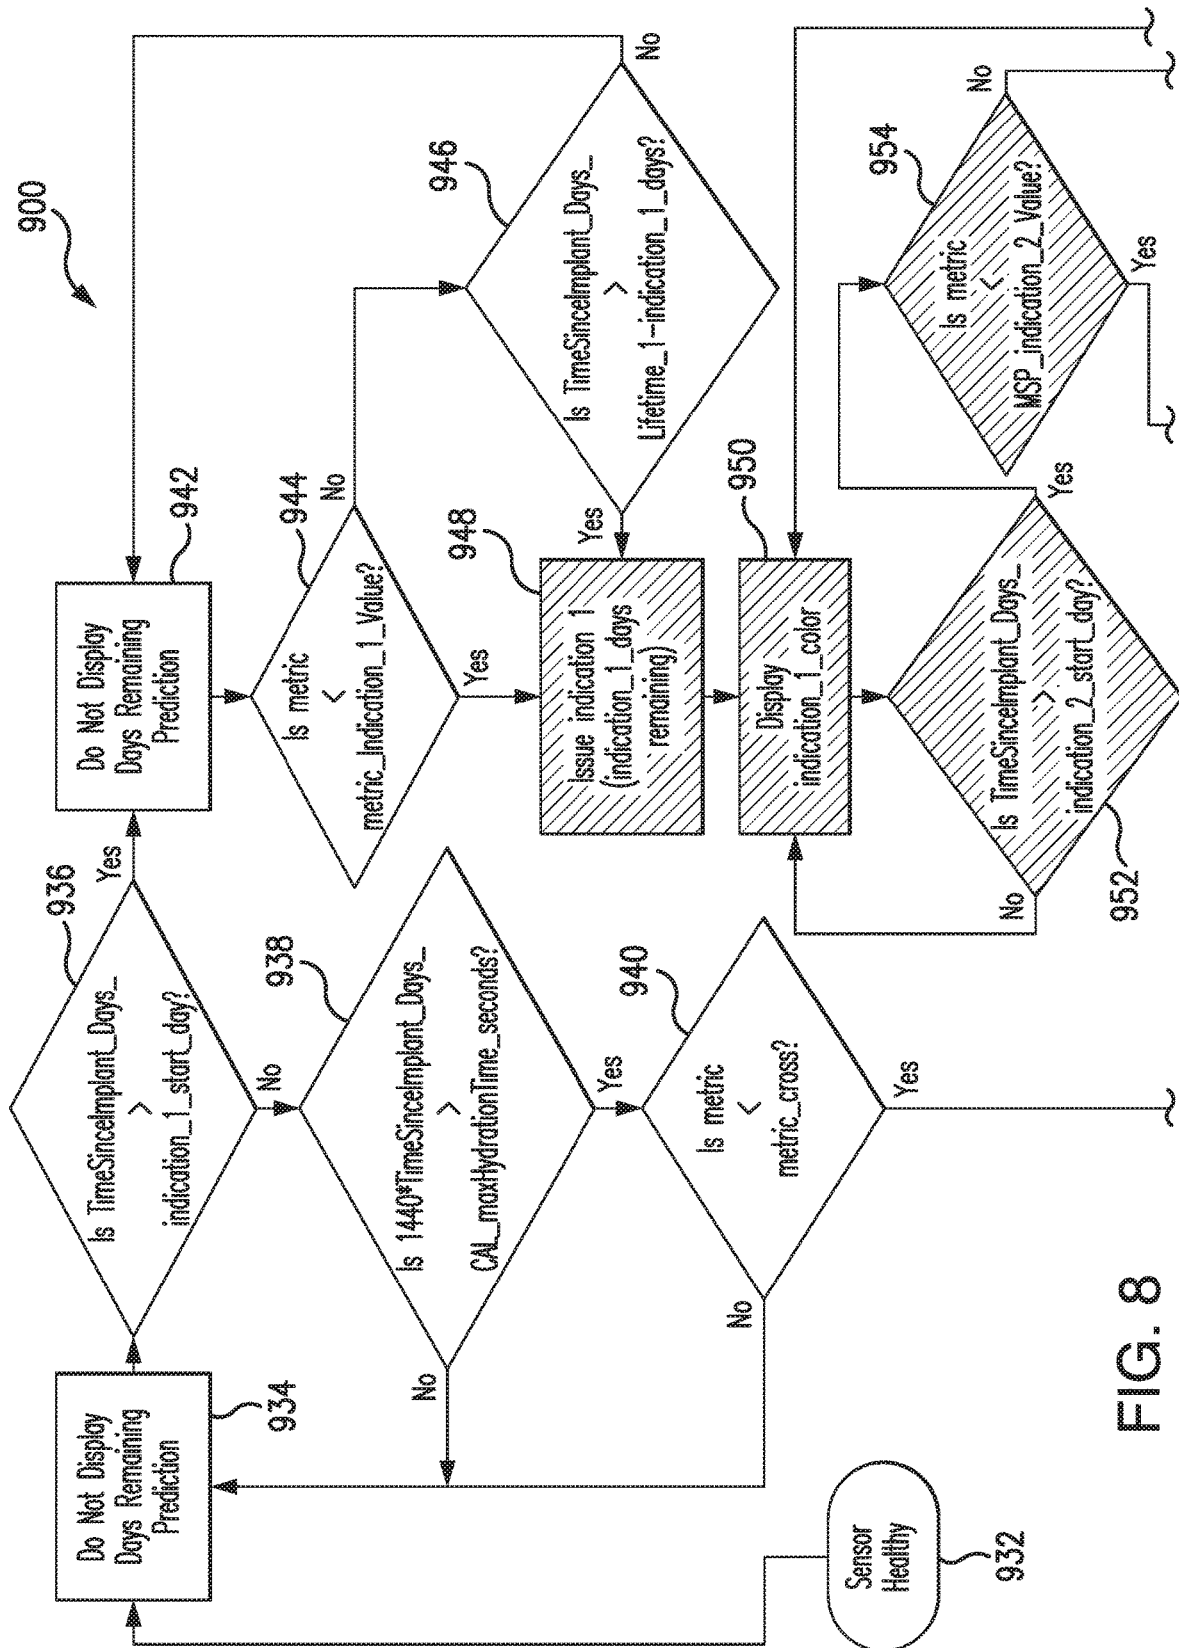 900
Sensor
Healthy
932
Do Not Display
Days Remaining
Prediction
934
Is TimeSinceImplant_Days_
>
indication_1_start_day?
936
Yes
No
Is 1440*TimeSinceImplant_Days_
>
CAL_maxHydrationTime_seconds?
938
No
Yes
Is metric
<
metric_cross?
940
No
Yes
Do Not Display
Days Remaining
Prediction
942
Is metric
<
metric_Indication_1_Value?
944
No
Yes
Is TimeSinceImplant_Days_
>
Lifetime_1-indication_1_days?
946
No
Yes
Issue indication 1
(indication_1_days
remaining)
948
Display
indication_1_color
950
Is TimeSinceImplant_Days_
>
indication_2_start_day?
952
No
Yes
Is metric
<
MSP_indication_2_Value?
954
No
Yes
FIG. 8